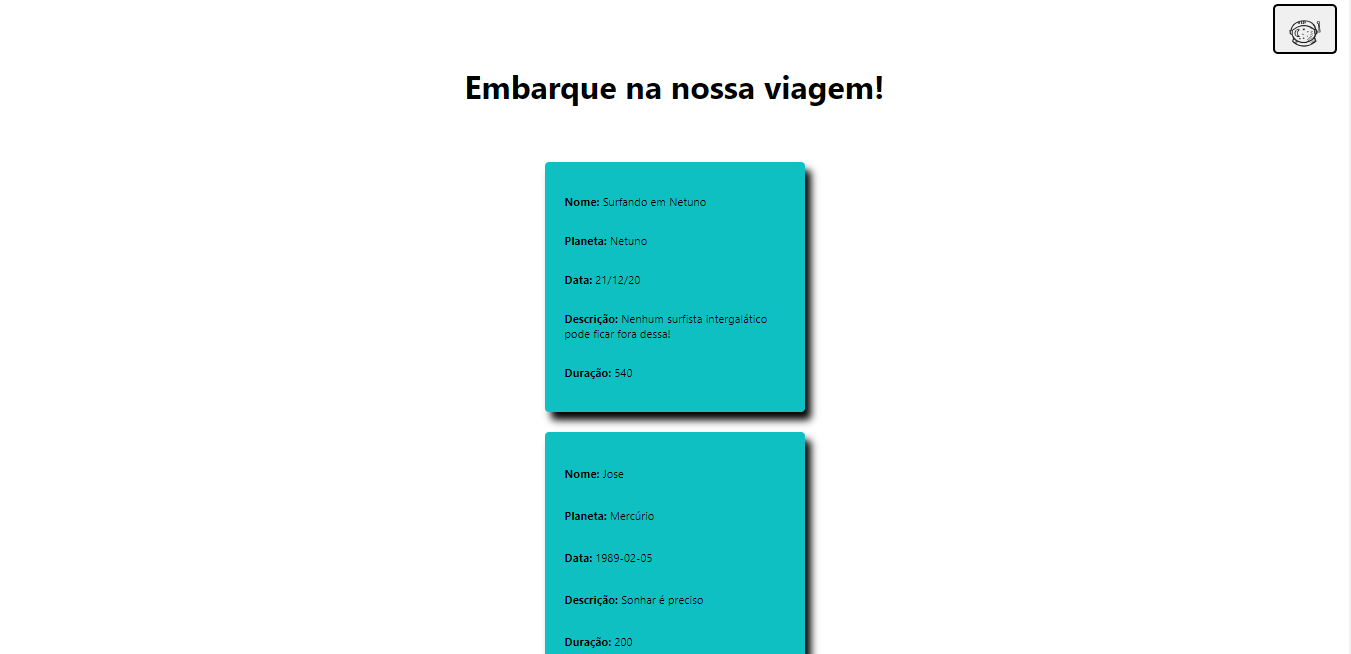 Embarque na nossa viagem!
Nome: Surfando em Netuno
Planeta: Netuno
Data: 21/12/20
Descrição: Nenhum surfista intergalático
pode ficar fora dessa!
Duração: 540
Nome: Jose
Planeta: Mercúrio
Data: 1989-02-05
Descrição: Sonhar é preciso
Duração: 200